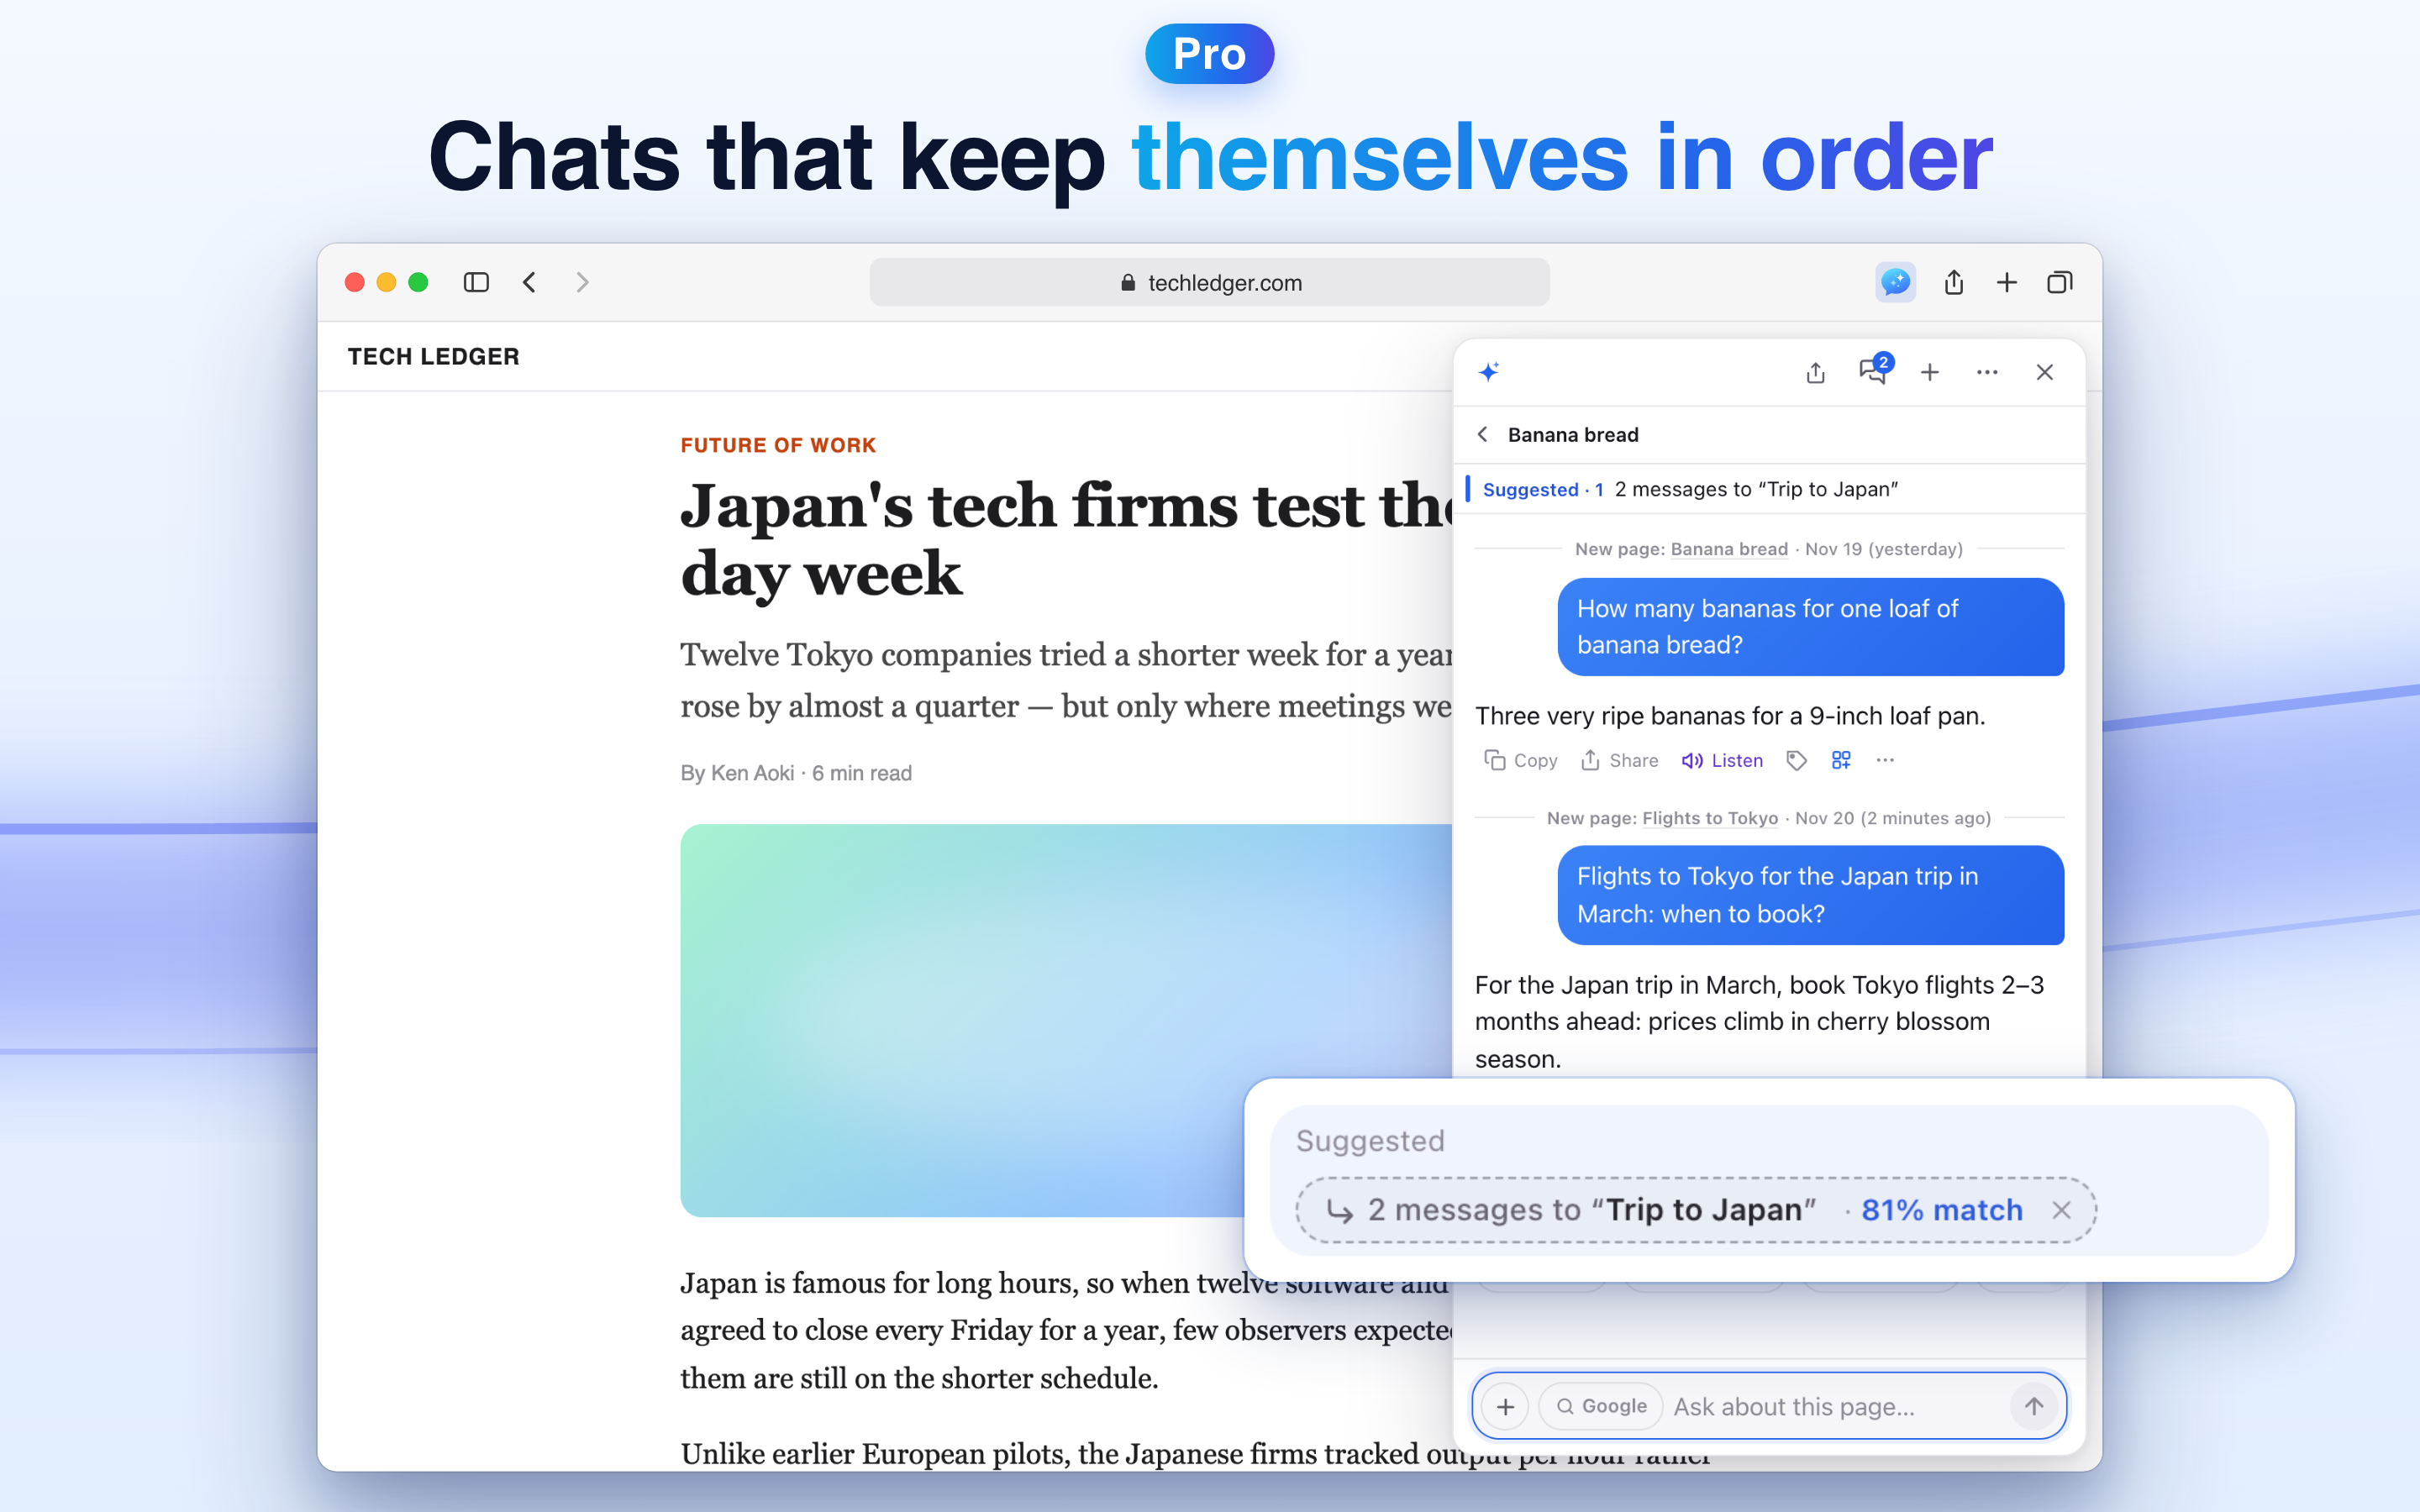 Pro
Chats that keep themselves in order
techledger.com
TECH LEDGER
FUTURE OF WORK
Japan's tech firms test the
day week
Twelve Tokyo companies tried a shorter week for a year
rose by almost a quarter — but only where meetings we
By Ken Aoki · 6 min read
Japan is famous for long hours, so when twelve software and
agreed to close every Friday for a year, few observers expected
them are still on the shorter schedule.
Unlike earlier European pilots, the Japanese firms tracked output per hour rather
2
Banana bread
Suggested · 1 2 messages to “Trip to Japan”
New page: Banana bread · Nov 19 (yesterday)
How many bananas for one loaf of
banana bread?
Three very ripe bananas for a 9-inch loaf pan.
Copy Share Listen
New page: Flights to Tokyo · Nov 20 (2 minutes ago)
Flights to Tokyo for the Japan trip in
March: when to book?
For the Japan trip in March, book Tokyo flights 2–3
months ahead: prices climb in cherry blossom
season.
Suggested
2 messages to “Trip to Japan” · 81% match
Google Ask about this page...